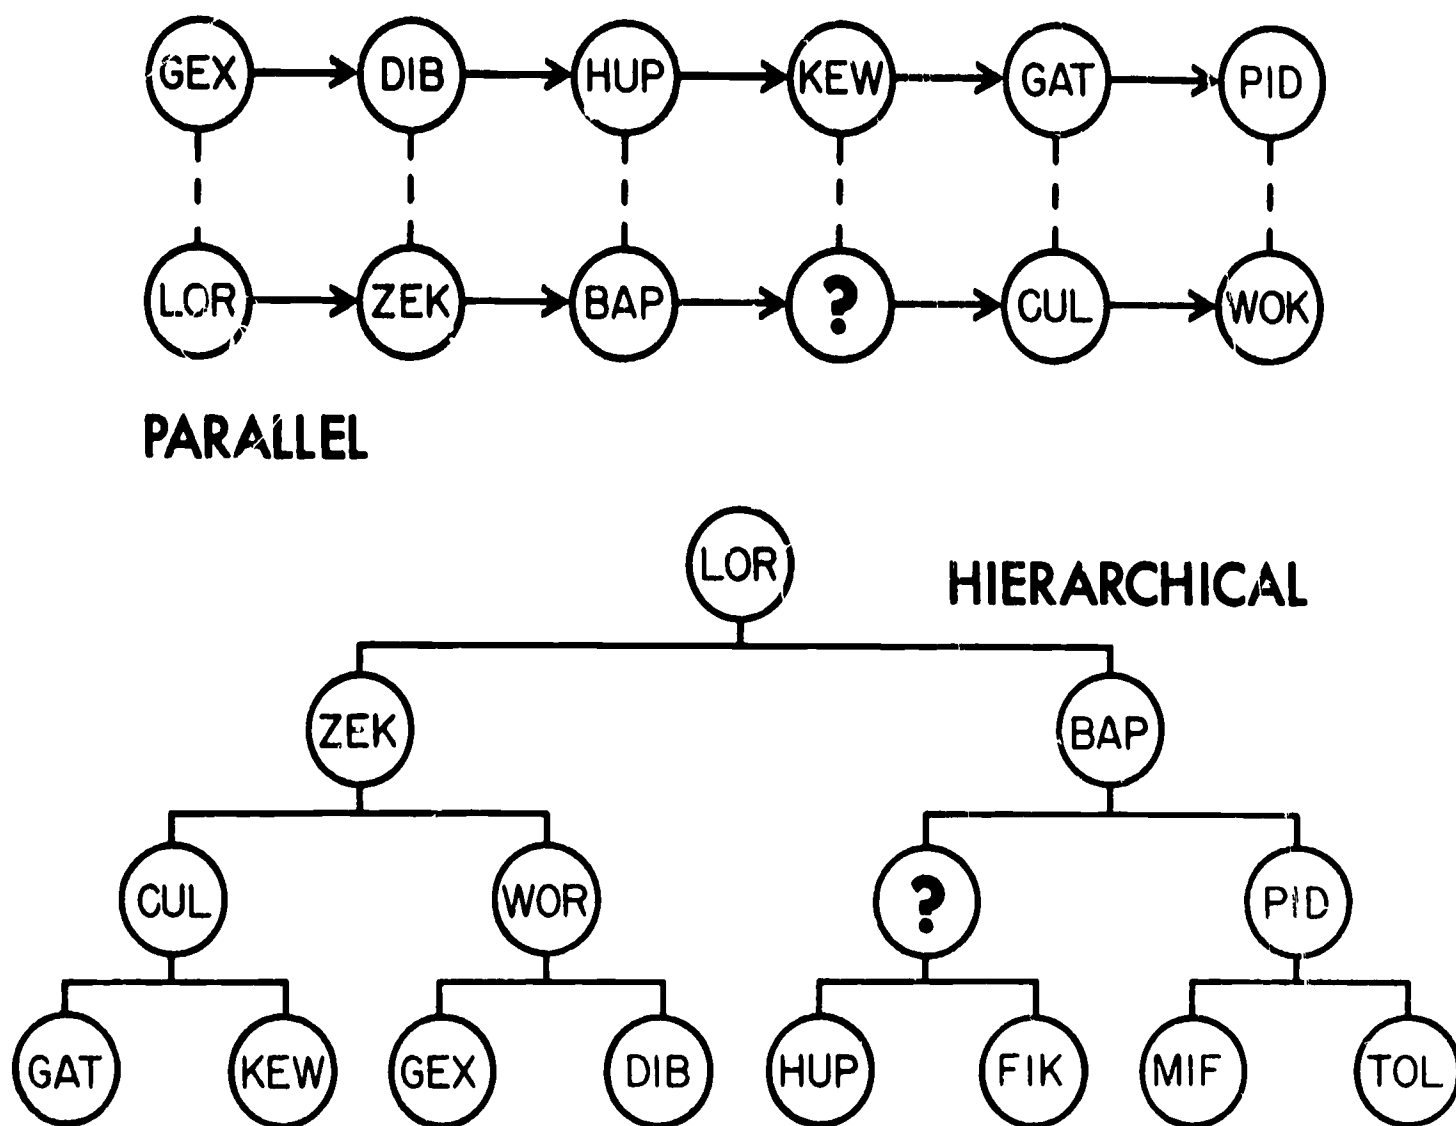 GEX DIB HUP KEW GAT PID
LOR ZEK BAP ? CUL WOK
PARALLEL
LOR
HIERARCHICAL
ZEK BAP
CUL WOR ? PID
GAT KEW GEX DIB HUP FIK MIF TOL